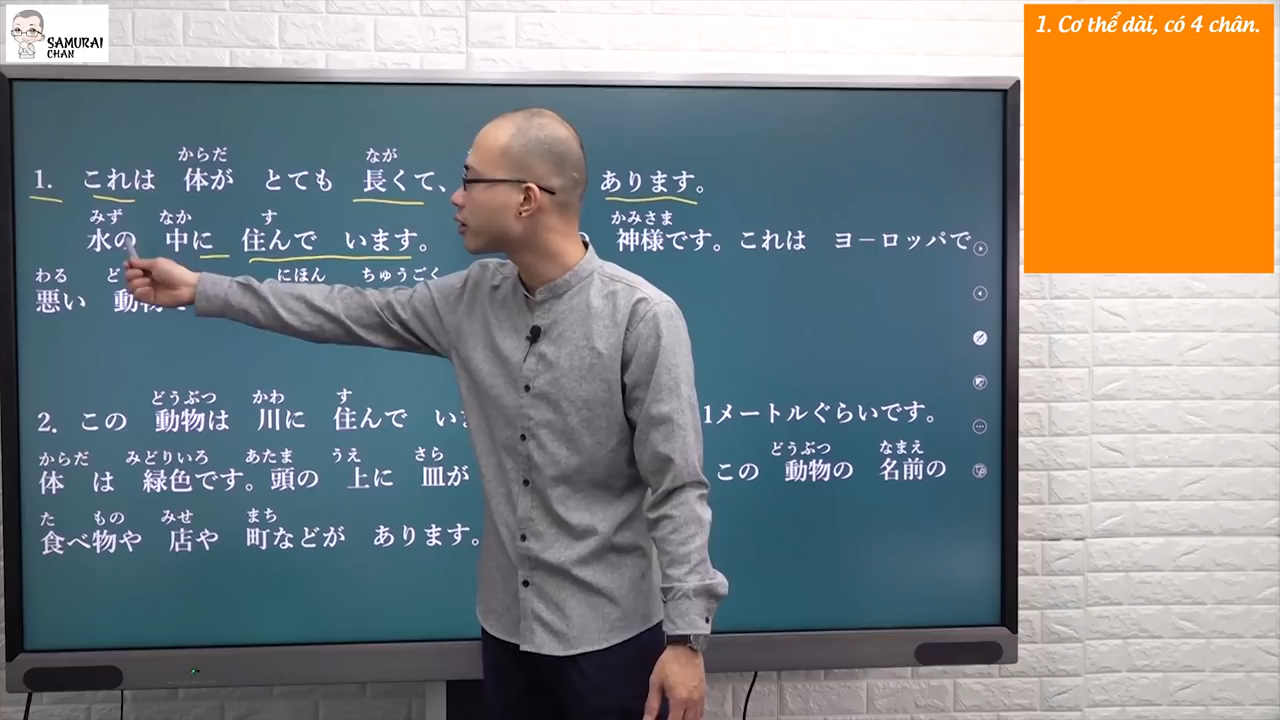 SAMURAI
CHAN
1. Cơ thể dài, có 4 chân.
からだ なが
1. これは 体が とても 長くて、 あります。
みず なか す かみさま
水の 中に 住んで います。 神様です。これは ヨーロッパで
わる にほん ちゅうごく
悪い 動物
どうぶつ かわ す
2. この 動物は 川に 住んで 1メートルぐらいです。
からだ みどりいろ あたま うえ さら どうぶつ なまえ
体 は 緑色です。頭の 上に 皿が この 動物の 名前の
た もの みせ まち
食べ物や 店や 町などが あります。